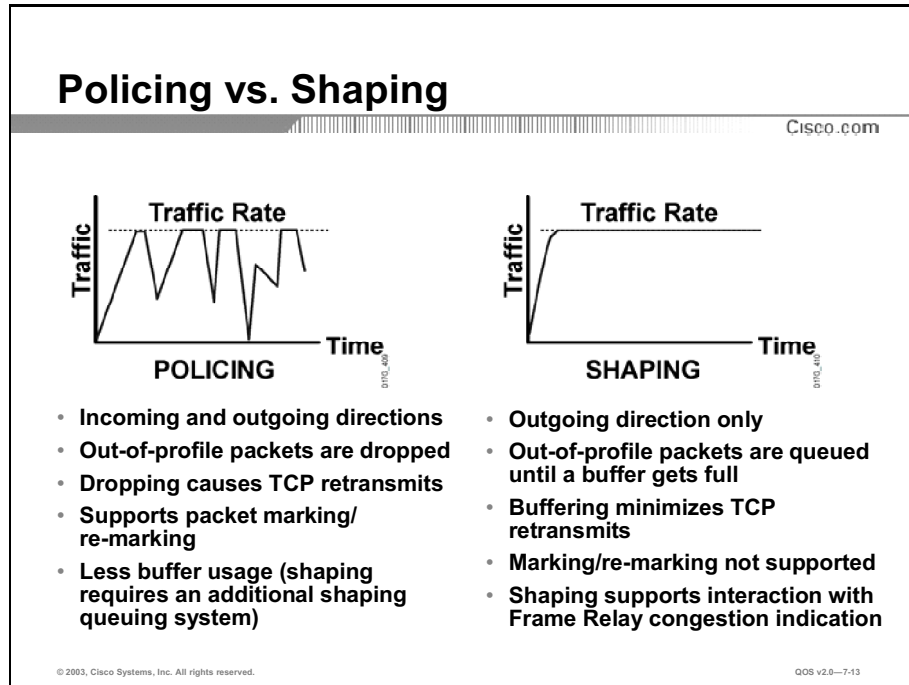 Policing vs. Shaping
Cisco.com
Traffic Rate
Traffic
Time
POLICING
017G_409
• Incoming and outgoing directions
• Out-of-profile packets are dropped
• Dropping causes TCP retransmits
• Supports packet marking/
re-marking
• Less buffer usage (shaping
requires an additional shaping
queuing system)
Traffic Rate
Traffic
Time
SHAPING
017G_410
• Outgoing direction only
• Out-of-profile packets are queued
until a buffer gets full
• Buffering minimizes TCP
retransmits
• Marking/re-marking not supported
• Shaping supports interaction with
Frame Relay congestion indication
© 2003, Cisco Systems, Inc. All rights reserved.
QOS v2.0—7-13